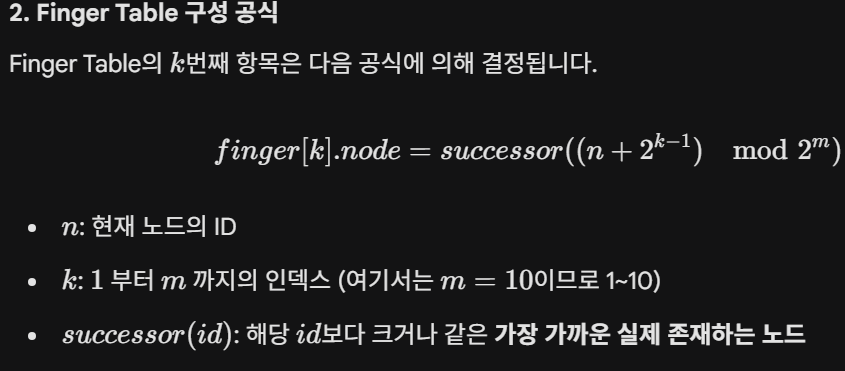 2. Finger Table 구성 공식
Finger Table의 k번째 항목은 다음 공식에 의해 결정됩니다.
finger[k].node = successor((n + 2^{k-1}) mod 2^m)
• n: 현재 노드의 ID
• k: 1 부터 m 까지의 인덱스 (여기서는 m = 10이므로 1~10)
• successor(id): 해당 id보다 크거나 같은 가장 가까운 실제 존재하는 노드